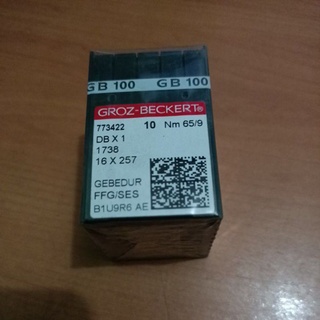 GB 100 GB 100
GROZ-BECKERT®
773422 10 Nm 65/9
DB X 1
1738
16 X 257
GEBEDUR
FFG/SES
B1U9R6 AE